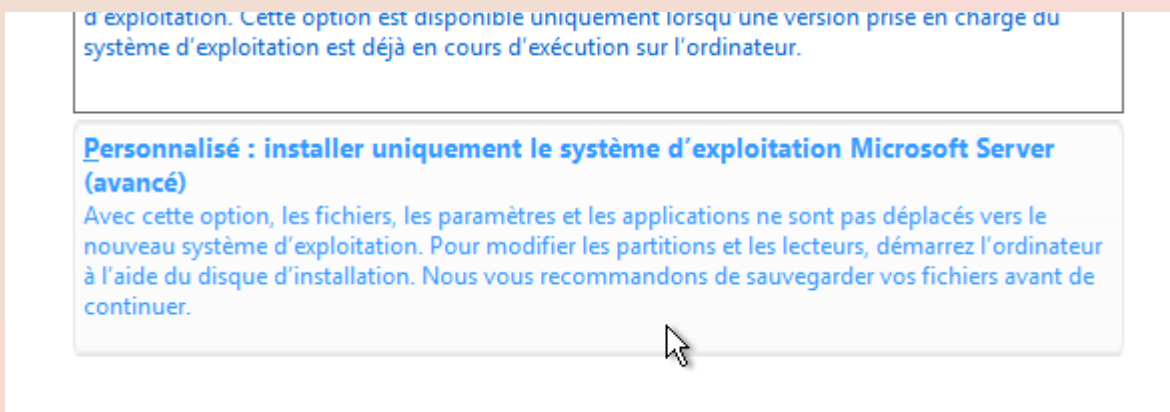 d'exploitation. Cette option est disponible uniquement lorsqu'une version prise en charge du
système d'exploitation est déjà en cours d'exécution sur l'ordinateur.
Personnalisé : installer uniquement le système d'exploitation Microsoft Server
(avancé)
Avec cette option, les fichiers, les paramètres et les applications ne sont pas déplacés vers le
nouveau système d'exploitation. Pour modifier les partitions et les lecteurs, démarrez l'ordinateur
à l'aide du disque d'installation. Nous vous recommandons de sauvegarder vos fichiers avant de
continuer.